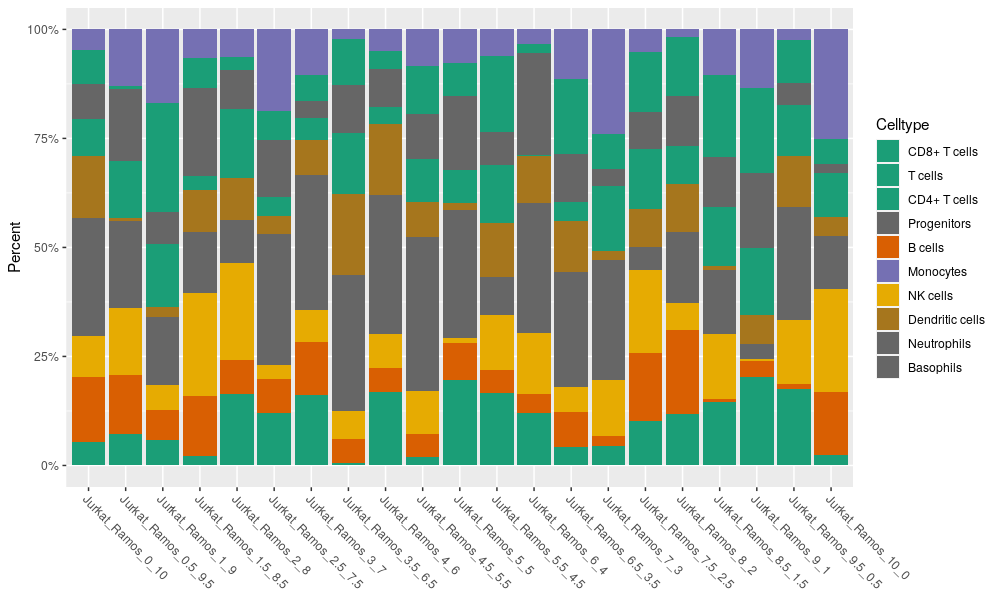 100%
75%
50%
25%
0%
Percent
Jurkat_Ramos_0_10
Jurkat_Ramos_05_9.5
Jurkat_Ramos_1_9
Jurkat_Ramos_1.5_8.5
Jurkat_Ramos_2_8
Jurkat_Ramos_2.5_7.5
Jurkat_Ramos_3_7
Jurkat_Ramos_3.5_6.5
Jurkat_Ramos_4_6
Jurkat_Ramos_4.5_5.5
Jurkat_Ramos_5_5
Jurkat_Ramos_5.5_4.5
Jurkat_Ramos_6_4
Jurkat_Ramos_6.5_3.5
Jurkat_Ramos_7_3
Jurkat_Ramos_7.5_2.5
Jurkat_Ramos_8_2
Jurkat_Ramos_8.5_1.5
Jurkat_Ramos_9_1
Jurkat_Ramos_9.5_0.5
Jurkat_Ramos_10_0
Celltype
CD8+ T cells
T cells
CD4+ T cells
Progenitors
B cells
Monocytes
NK cells
Dendritic cells
Neutrophils
Basophils